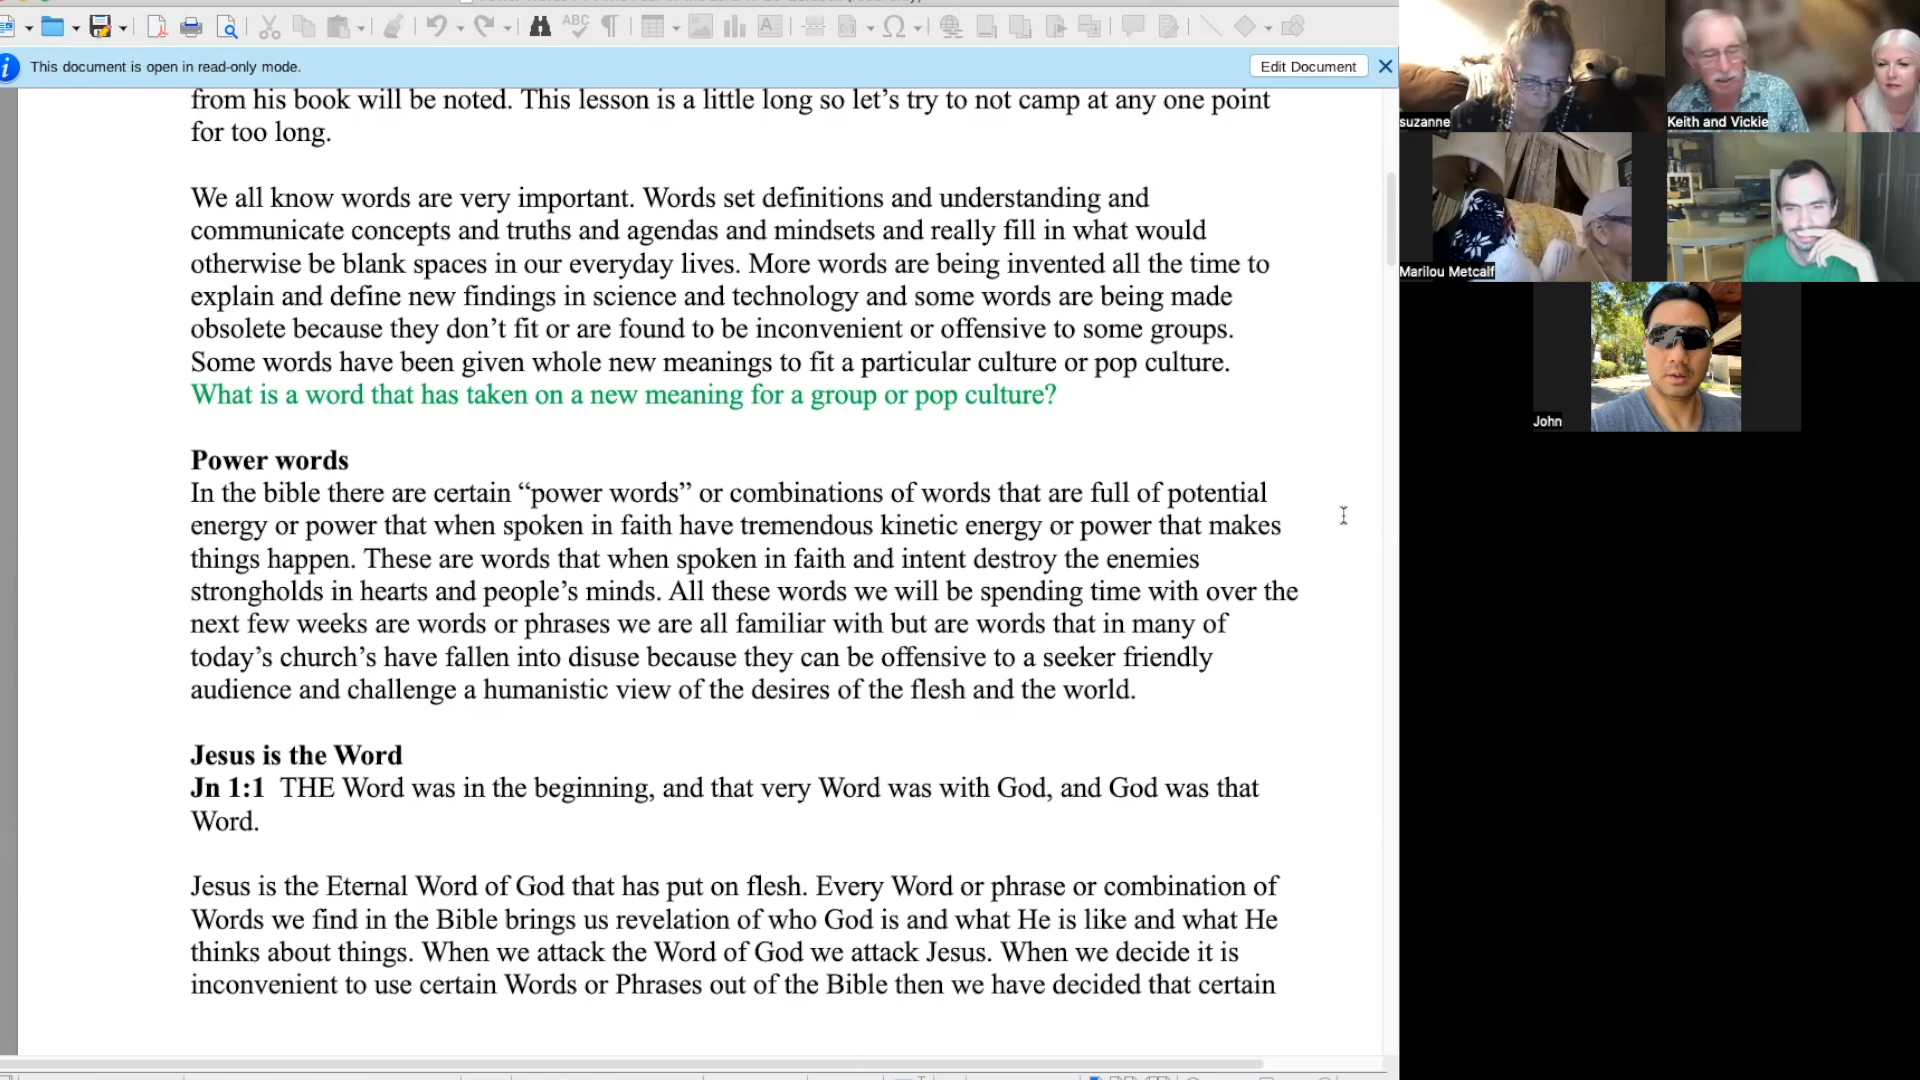 This document is open in read-only mode.
Edit Document
from his book will be noted. This lesson is a little long so let’s try to not camp at any one point
for too long.
We all know words are very important. Words set definitions and understanding and
communicate concepts and truths and agendas and mindsets and really fill in what would
otherwise be blank spaces in our everyday lives. More words are being invented all the time to
explain and define new findings in science and technology and some words are being made
obsolete because they don’t fit or are found to be inconvenient or offensive to some groups.
Some words have been given whole new meanings to fit a particular culture or pop culture.
What is a word that has taken on a new meaning for a group or pop culture?
Power words
In the bible there are certain “power words” or combinations of words that are full of potential
energy or power that when spoken in faith have tremendous kinetic energy or power that makes
things happen. These are words that when spoken in faith and intent destroy the enemies
strongholds in hearts and people’s minds. All these words we will be spending time with over the
next few weeks are words or phrases we are all familiar with but are words that in many of
today’s church’s have fallen into disuse because they can be offensive to a seeker friendly
audience and challenge a humanistic view of the desires of the flesh and the world.
Jesus is the Word
Jn 1:1 THE Word was in the beginning, and that very Word was with God, and God was that
Word.
Jesus is the Eternal Word of God that has put on flesh. Every Word or phrase or combination of
Words we find in the Bible brings us revelation of who God is and what He is like and what He
thinks about things. When we attack the Word of God we attack Jesus. When we decide it is
inconvenient to use certain Words or Phrases out of the Bible then we have decided that certain
suzanne
Keith and Vickie
Marilou Metcalf
John